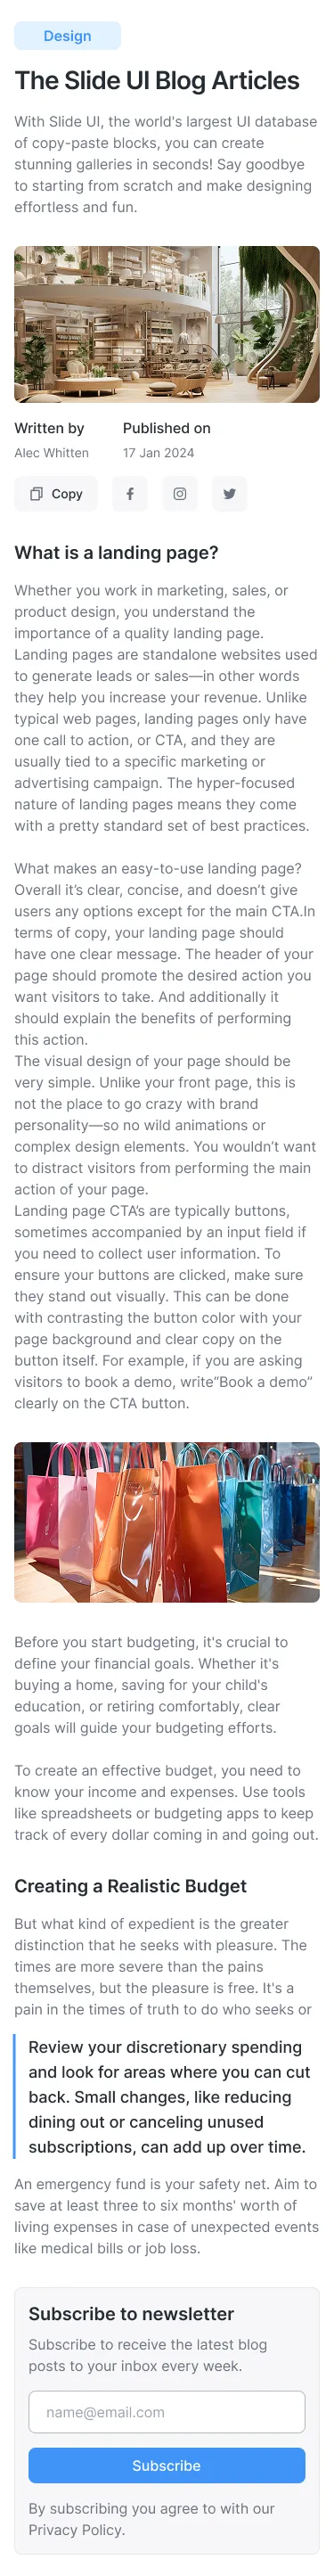 Design
The Slide UI Blog Articles
With Slide UI, the world's largest UI database
of copy-paste blocks, you can create
stunning galleries in seconds! Say goodbye
to starting from scratch and make designing
effortless and fun.
Written by
Published on
Alec Whitten
17 Jan 2024
Copy
What is a landing page?
Whether you work in marketing, sales, or
product design, you understand the
importance of a quality landing page.
Landing pages are standalone websites used
to generate leads or sales—in other words
they help you increase your revenue. Unlike
typical web pages, landing pages only have
one call to action, or CTA, and they are
usually tied to a specific marketing or
advertising campaign. The hyper-focused
nature of landing pages means they come
with a pretty standard set of best practices.
What makes an easy-to-use landing page?
Overall it’s clear, concise, and doesn’t give
users any options except for the main CTA.In
terms of copy, your landing page should
have one clear message. The header of your
page should promote the desired action you
want visitors to take. And additionally it
should explain the benefits of performing
this action.
The visual design of your page should be
very simple. Unlike your front page, this is
not the place to go crazy with brand
personality—so no wild animations or
complex design elements. You wouldn’t want
to distract visitors from performing the main
action of your page.
Landing page CTA’s are typically buttons,
sometimes accompanied by an input field if
you need to collect user information. To
ensure your buttons are clicked, make sure
they stand out visually. This can be done
with contrasting the button color with your
page background and clear copy on the
button itself. For example, if you are asking
visitors to book a demo, write“Book a demo”
clearly on the CTA button.
Before you start budgeting, it's crucial to
define your financial goals. Whether it's
buying a home, saving for your child's
education, or retiring comfortably, clear
goals will guide your budgeting efforts.
To create an effective budget, you need to
know your income and expenses. Use tools
like spreadsheets or budgeting apps to keep
track of every dollar coming in and going out.
Creating a Realistic Budget
But what kind of expedient is the greater
distinction that he seeks with pleasure. The
times are more severe than the pains
themselves, but the pleasure is free. It's a
pain in the times of truth to do who seeks or
Review your discretionary spending
and look for areas where you can cut
back. Small changes, like reducing
dining out or canceling unused
subscriptions, can add up over time.
An emergency fund is your safety net. Aim to
save at least three to six months' worth of
living expenses in case of unexpected events
like medical bills or job loss.
Subscribe to newsletter
Subscribe to receive the latest blog
posts to your inbox every week.
name@email.com
Subscribe
By subscribing you agree to with our
Privacy Policy.